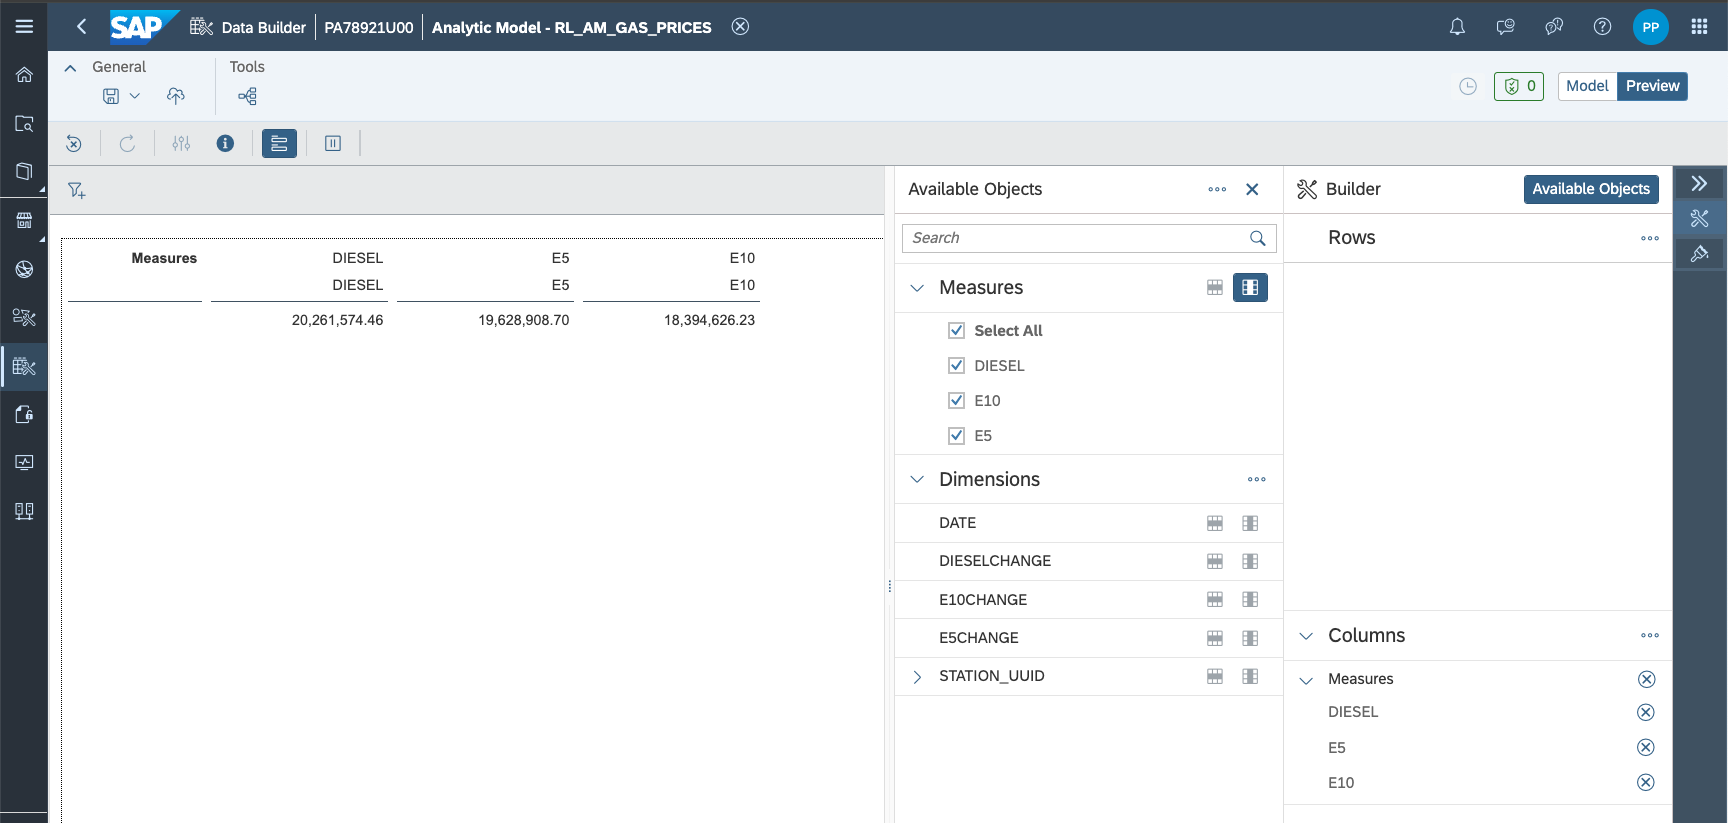 SAP Data Builder PA78921U00 Analytic Model - RL_AM_GAS_PRICES PP
General Tools
0 Model Preview
Available Objects
Search
Measures
Select All
DIESEL
E10
E5
Dimensions
DATE
DIESELCHANGE
E10CHANGE
E5CHANGE
STATION_UUID
Builder Available Objects
Rows
Columns
Measures
DIESEL
E5
E10
Measures DIESEL E5 E10
DIESEL E5 E10
20,261,574.46 19,628,908.70 18,394,626.23